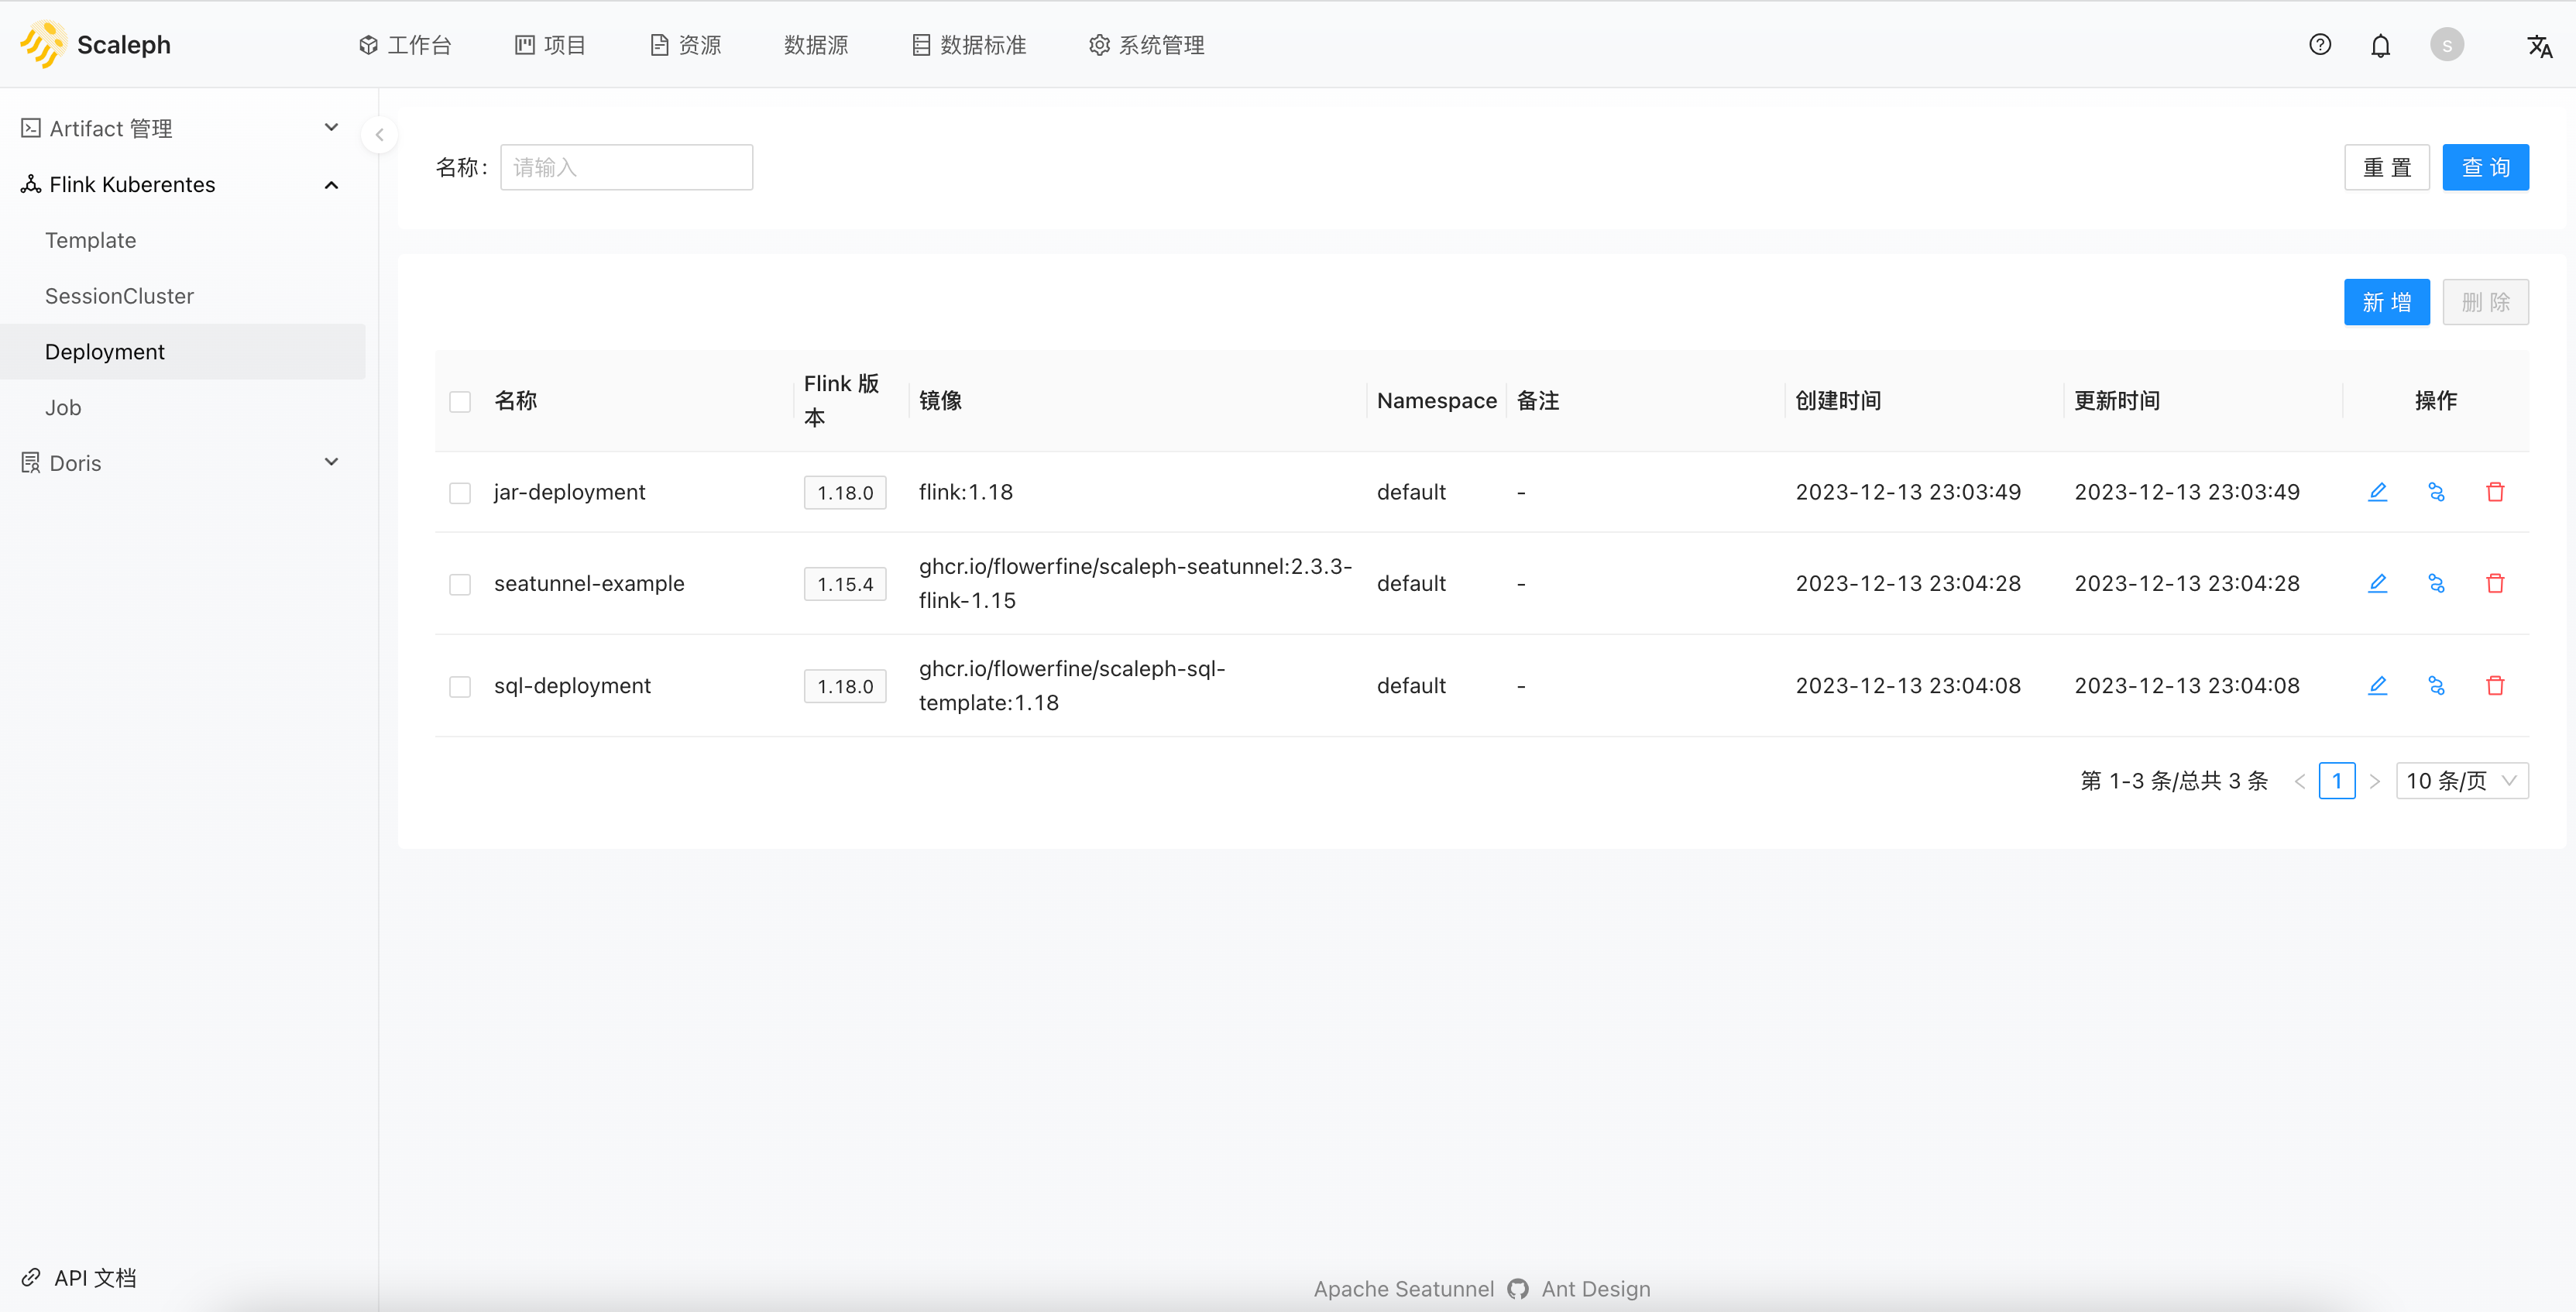 Scaleph
工作台
项目
资源
数据源
数据标准
系统管理
S
Artifact 管理
Flink Kuberentes
Template
SessionCluster
Deployment
Job
Doris
API 文档
名称:
请输入
重 置
查 询
新 增
删 除
名称
Flink 版
本
镜像
Namespace
备注
创建时间
更新时间
操作
jar-deployment
1.18.0
flink:1.18
default
-
2023-12-13 23:03:49
2023-12-13 23:03:49
seatunnel-example
1.15.4
ghcr.io/flowerfine/scaleph-seatunnel:2.3.3-
flink-1.15
default
-
2023-12-13 23:04:28
2023-12-13 23:04:28
sql-deployment
1.18.0
ghcr.io/flowerfine/scaleph-sql-
template:1.18
default
-
2023-12-13 23:04:08
2023-12-13 23:04:08
第 1-3 条/总共 3 条
1
10 条/页
Apache Seatunnel
Ant Design